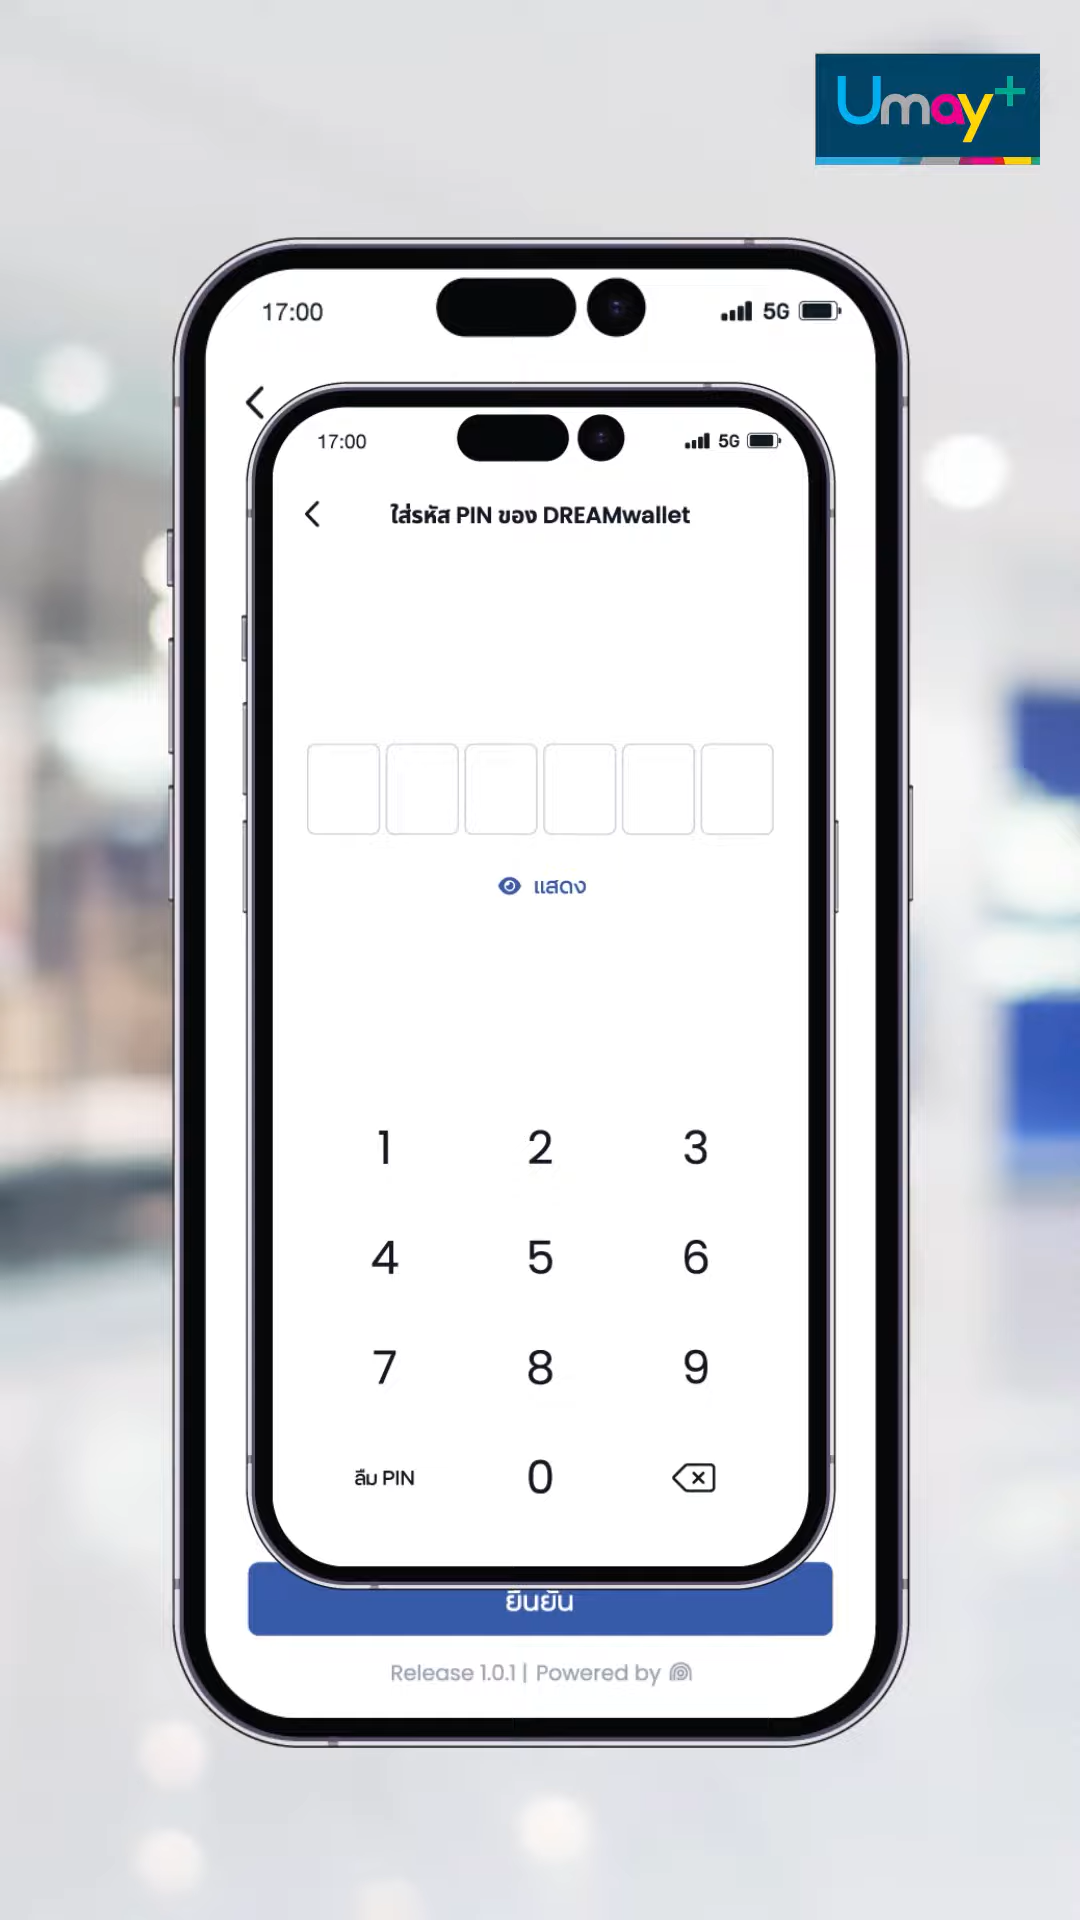 Umay+
17:00
5G
17:00
5G
ใส่รหัส PIN ของ DREAMwallet
แสดง
1 2 3
4 5 6
7 8 9
ลืม PIN 0
ยืนยัน
Release 1.0.1 | Powered by